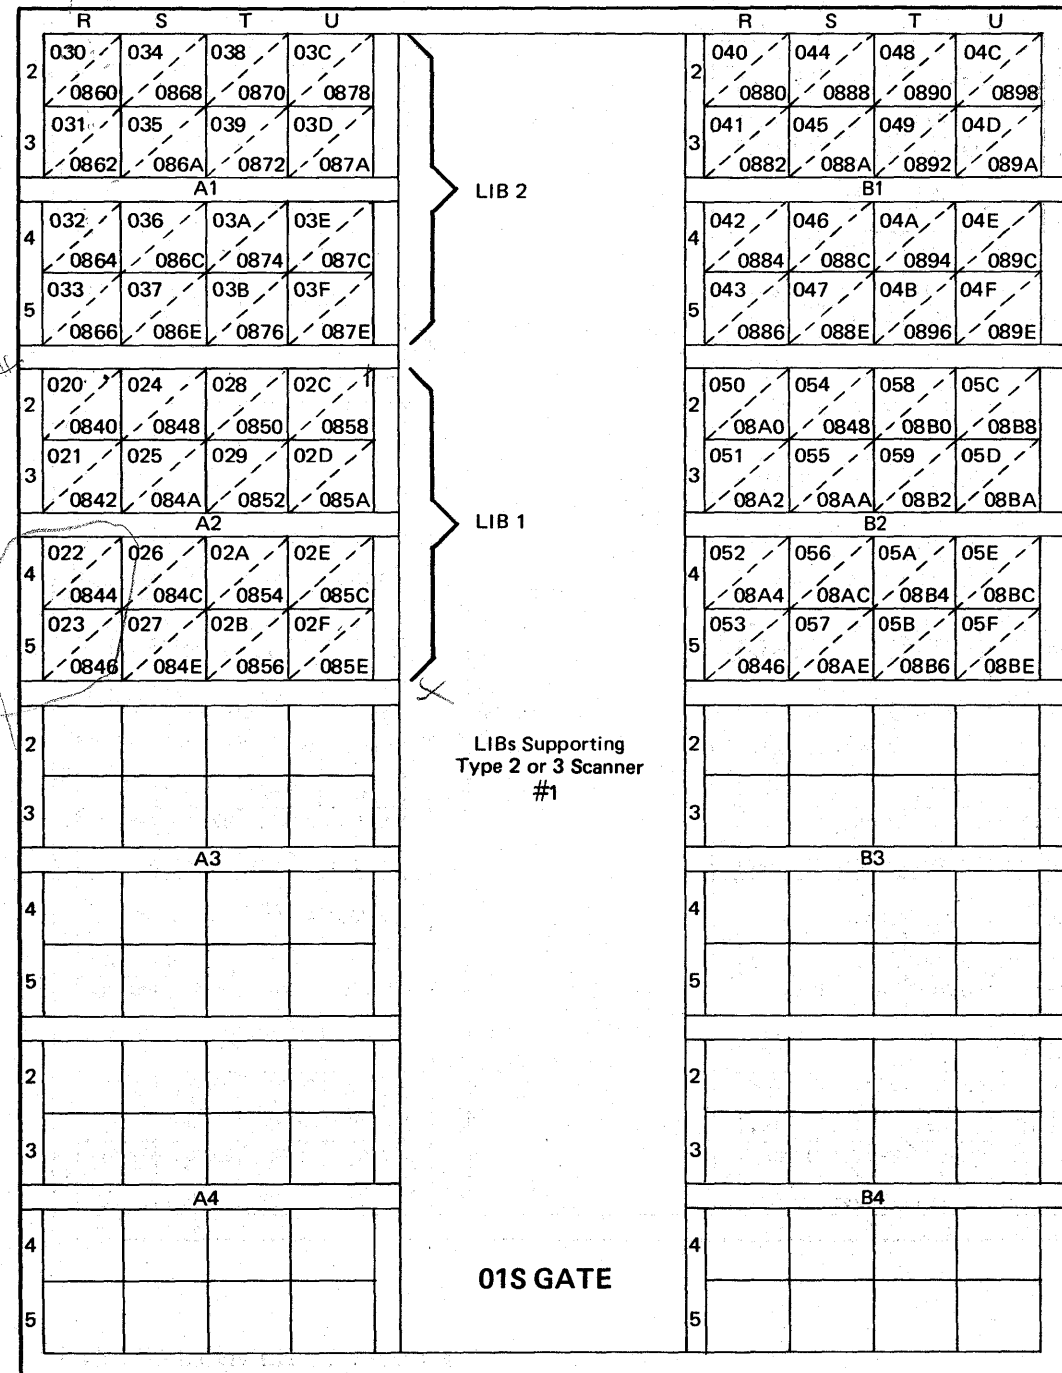 R S T U R S T U
2 030 034 038 03C 2 040 044 048 04C
0860 0868 0870 0878 0880 0888 0890 0898
3 031 035 039 03D 3 041 045 049 04D
0862 086A 0872 087A 0882 088A 0892 089A
A1 LIB 2 B1
4 032 036 03A 03E 4 042 046 04A 04E
0864 086C 0874 087C 0884 088C 0894 089C
5 033 037 03B 03F 5 043 047 04B 04F
0866 086E 0876 087E 0886 088E 0896 089E
2 020 024 028 02C 2 050 054 058 05C
0840 0848 0850 0858 08A0 0848 08B0 08B8
3 021 025 029 02D 3 051 055 059 05D
0842 084A 0852 085A 08A2 08AA 08B2 08BA
A2 LIB 1 B2
4 022 026 02A 02E 4 052 056 05A 05E
0844 084C 0854 085C 08A4 08AC 08B4 08BC
5 023 027 02B 02F 5 053 057 05B 05F
0846 084E 0856 085E 0846 08AE 08B6 08BE
2 LIBs Supporting 2
Type 2 or 3 Scanner
#1
3 3
A3 B3
4 4
5 5
2 2
3 3
A4 B4
4 4
01S GATE
5 5